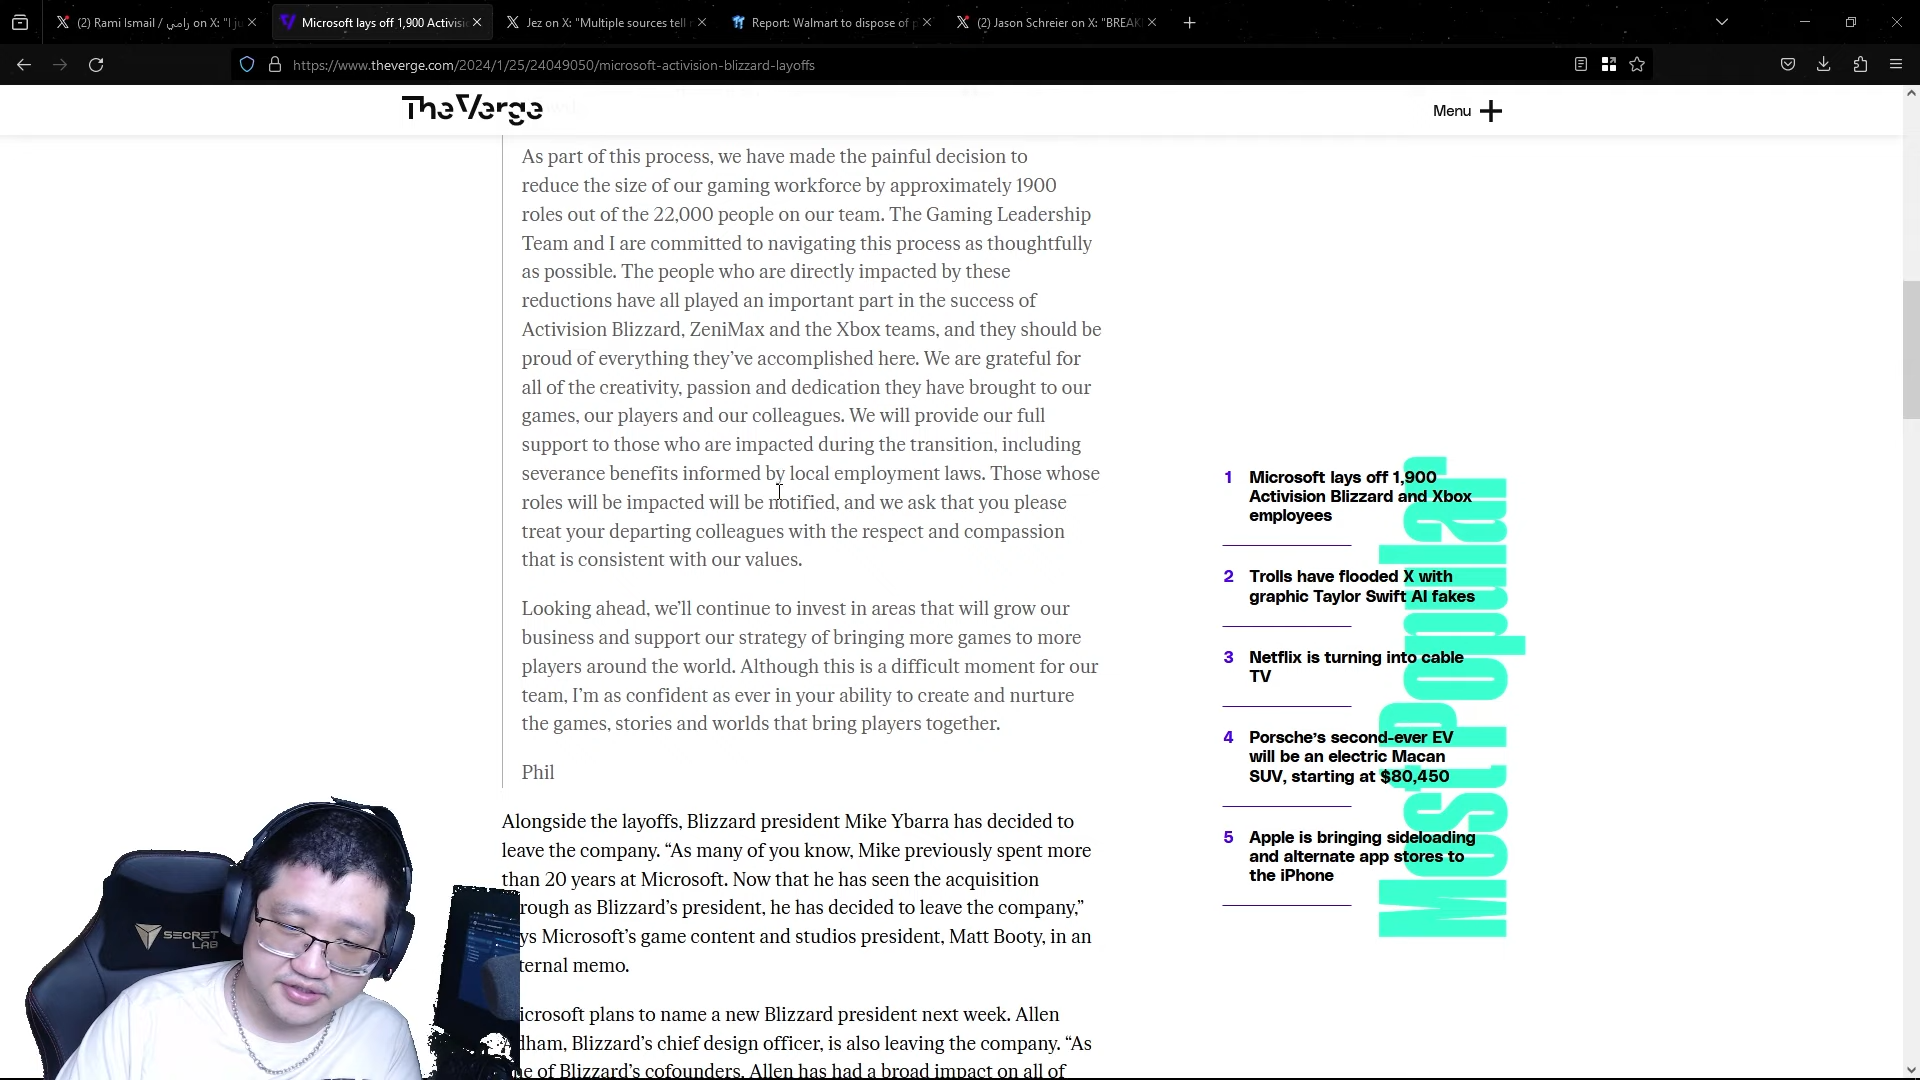 (2) Rami Ismail / رامي on X: "I ju
Microsoft lays off 1,900 Activisi
Jez on X: "Multiple sources tell
Report: Walmart to dispose of
(2) Jason Schreier on X: "BREAK
https://www.theverge.com/2024/1/25/24049050/microsoft-activision-blizzard-layoffs
TheVerge
Menu
As part of this process, we have made the painful decision to
reduce the size of our gaming workforce by approximately 1900
roles out of the 22,000 people on our team. The Gaming Leadership
Team and I are committed to navigating this process as thoughtfully
as possible. The people who are directly impacted by these
reductions have all played an important part in the success of
Activision Blizzard, ZeniMax and the Xbox teams, and they should be
proud of everything they’ve accomplished here. We are grateful for
all of the creativity, passion and dedication they have brought to our
games, our players and our colleagues. We will provide our full
support to those who are impacted during the transition, including
severance benefits informed by local employment laws. Those whose
roles will be impacted will be notified, and we ask that you please
treat your departing colleagues with the respect and compassion
that is consistent with our values.
Looking ahead, we’ll continue to invest in areas that will grow our
business and support our strategy of bringing more games to more
players around the world. Although this is a difficult moment for our
team, I’m as confident as ever in your ability to create and nurture
the games, stories and worlds that bring players together.
Phil
Alongside the layoffs, Blizzard president Mike Ybarra has decided to
leave the company. “As many of you know, Mike previously spent more
than 20 years at Microsoft. Now that he has seen the acquisition
rough as Blizzard’s president, he has decided to leave the company,”
ys Microsoft’s game content and studios president, Matt Booty, in an
ternal memo.
icrosoft plans to name a new Blizzard president next week. Allen
dham, Blizzard’s chief design officer, is also leaving the company. “As
e of Blizzard’s cofounders, Allen has had a broad impact on all of
Most Popular
1 Microsoft lays off 1,900
Activision Blizzard and Xbox
employees
2 Trolls have flooded X with
graphic Taylor Swift AI fakes
3 Netflix is turning into cable
TV
4 Porsche’s second-ever EV
will be an electric Macan
SUV, starting at $80,450
5 Apple is bringing sideloading
and alternate app stores to
the iPhone
SECRET
LAB